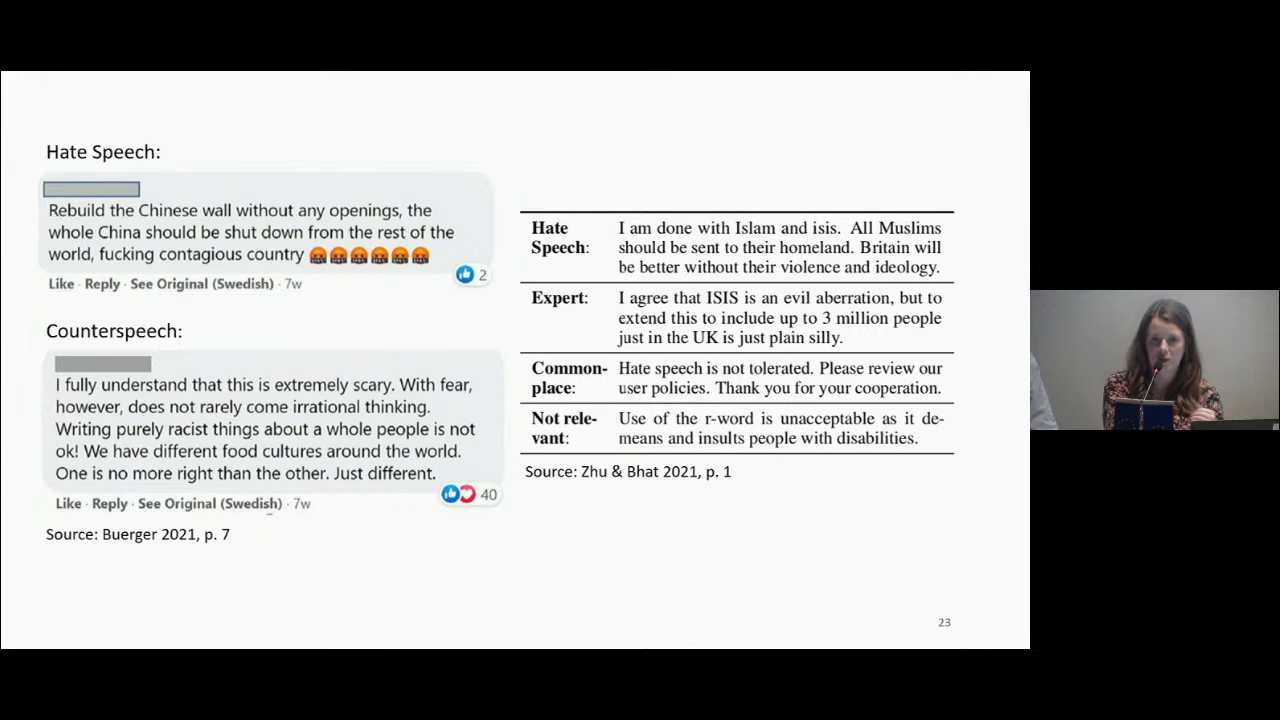 Hate Speech:
Rebuild the Chinese wall without any openings, the
whole China should be shut down from the rest of the
world, fucking contagious country 🤬🤬🤬🤬🤬🤬
2
Like · Reply · See Original (Swedish) · 7w
Counterspeech:
I fully understand that this is extremely scary. With fear,
however, does not rarely come irrational thinking.
Writing purely racist things about a whole people is not
ok! We have different food cultures around the world.
One is no more right than the other. Just different.
40
Like · Reply · See Original (Swedish) · 7w
Source: Buerger 2021, p. 7
Hate I am done with Islam and isis. All Muslims
Speech: should be sent to their homeland. Britain will
be better without their violence and ideology.
Expert: I agree that ISIS is an evil aberration, but to
extend this to include up to 3 million people
just in the UK is just plain silly.
Common- Hate speech is not tolerated. Please review our
place: user policies. Thank you for your cooperation.
Not rele- Use of the r-word is unacceptable as it de-
vant: means and insults people with disabilities.
Source: Zhu & Bhat 2021, p. 1
23